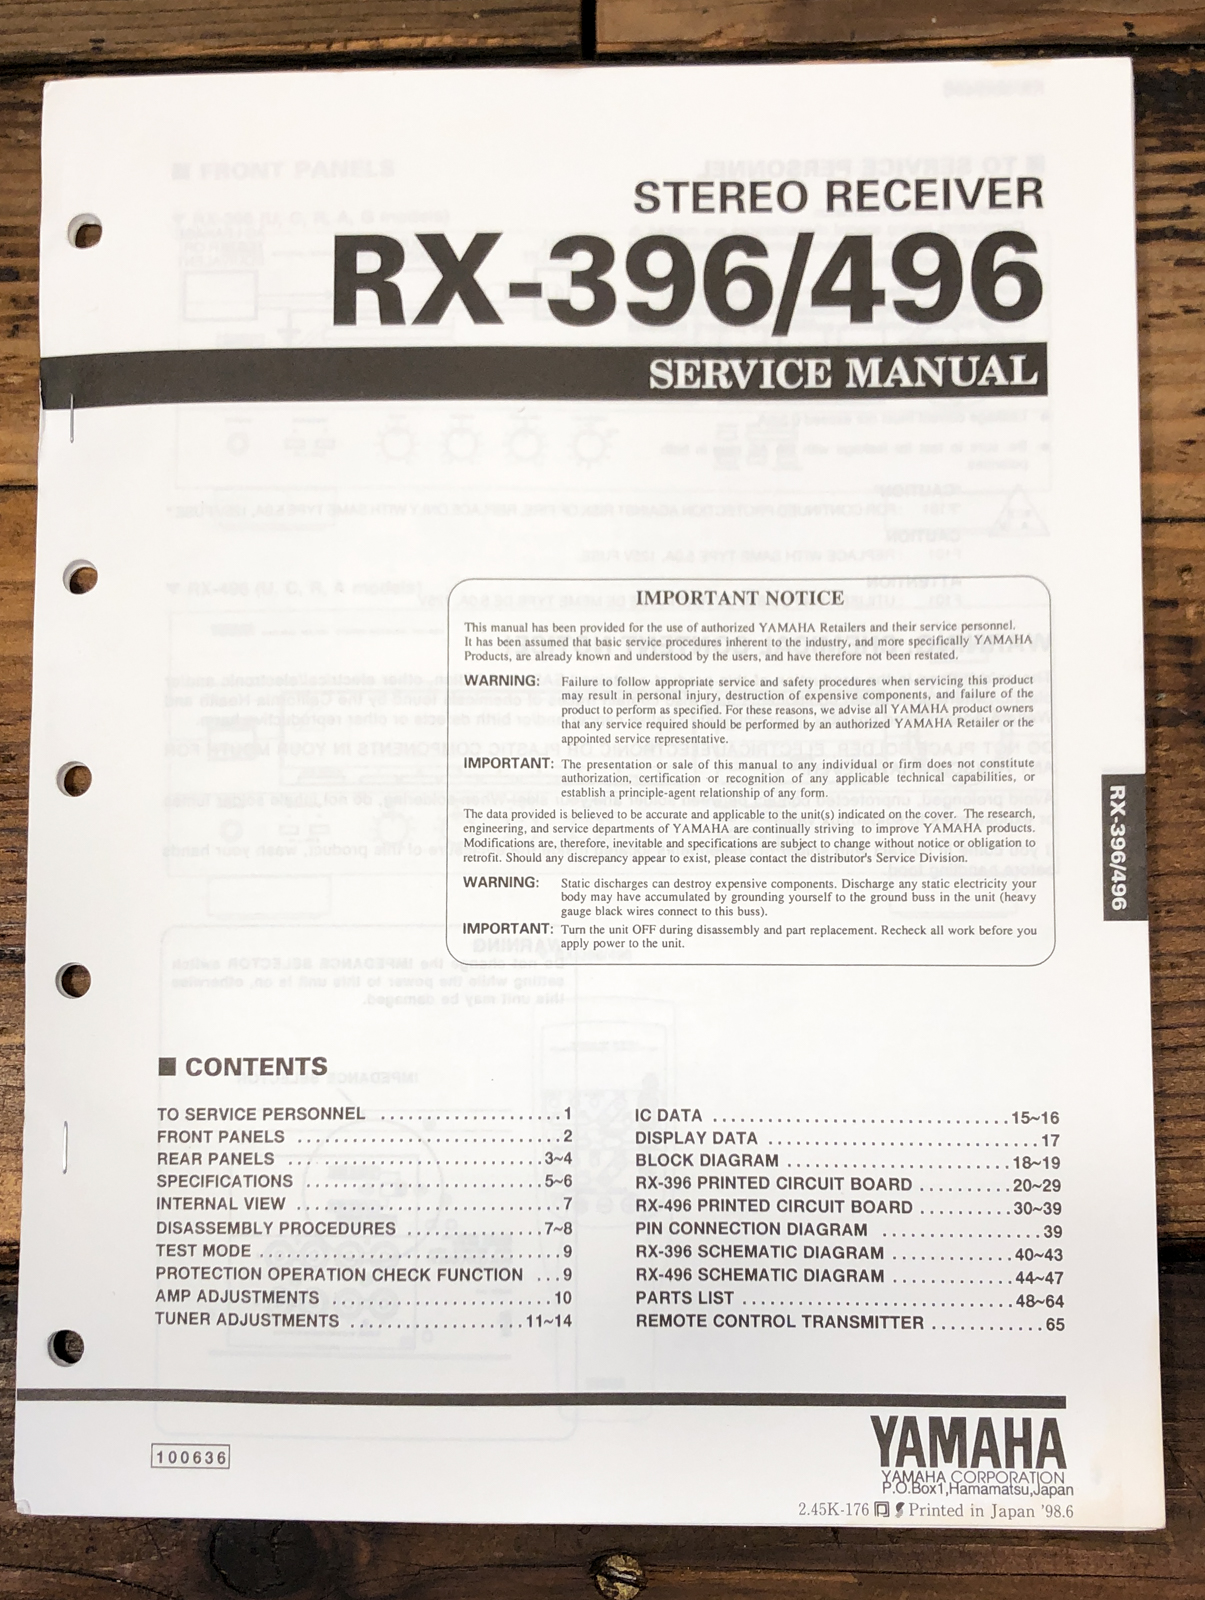 STEREO RECEIVER
RX-396/496
SERVICE MANUAL
IMPORTANT NOTICE
This manual has been provided for the use of authorized YAMAHA Retailers and their service personnel.
It has been assumed that basic service procedures inherent to the industry, and more specifically YAMAHA
Products, are already known and understood by the users, and have therefore not been restated.
WARNING: Failure to follow appropriate service and safety procedures when servicing this product
may result in personal injury, destruction of expensive components, and failure of the
product to perform as specified. For these reasons, we advise all YAMAHA product owners
that any service required should be performed by an authorized YAMAHA Retailer or the
appointed service representative.
IMPORTANT: The presentation or sale of this manual to any individual or firm does not constitute
authorization, certification or recognition of any applicable technical capabilities, or
establish a principle-agent relationship of any form.
The data provided is believed to be accurate and applicable to the unit(s) indicated on the cover. The research,
engineering, and service departments of YAMAHA are continually striving to improve YAMAHA products.
Modifications are, therefore, inevitable and specifications are subject to change without notice or obligation to
retrofit. Should any discrepancy appear to exist, please contact the distributor's Service Division.
WARNING: Static discharges can destroy expensive components. Discharge any static electricity your
body may have accumulated by grounding yourself to the ground buss in the unit (heavy
gauge black wires connect to this buss).
IMPORTANT: Turn the unit OFF during disassembly and part replacement. Recheck all work before you
apply power to the unit.
RX-396/496
■ CONTENTS
TO SERVICE PERSONNEL .................... 1
FRONT PANELS ............................ 2
REAR PANELS ........................... 3~4
SPECIFICATIONS ......................... 5~6
INTERNAL VIEW ............................ 7
DISASSEMBLY PROCEDURES .............. 7~8
TEST MODE ................................ 9
PROTECTION OPERATION CHECK FUNCTION ... 9
AMP ADJUSTMENTS ........................ 10
TUNER ADJUSTMENTS .................. 11~14
IC DATA ............................... 15~16
DISPLAY DATA ............................ 17
BLOCK DIAGRAM ....................... 18~19
RX-396 PRINTED CIRCUIT BOARD .......... 20~29
RX-496 PRINTED CIRCUIT BOARD .......... 30~39
PIN CONNECTION DIAGRAM ................. 39
RX-396 SCHEMATIC DIAGRAM ............. 40~43
RX-496 SCHEMATIC DIAGRAM ............. 44~47
PARTS LIST ............................ 48~64
REMOTE CONTROL TRANSMITTER ............ 65
100636
YAMAHA
YAMAHA CORPORATION
P.O.Box1,Hamamatsu,Japan
2.45K-176 Printed in Japan '98.6